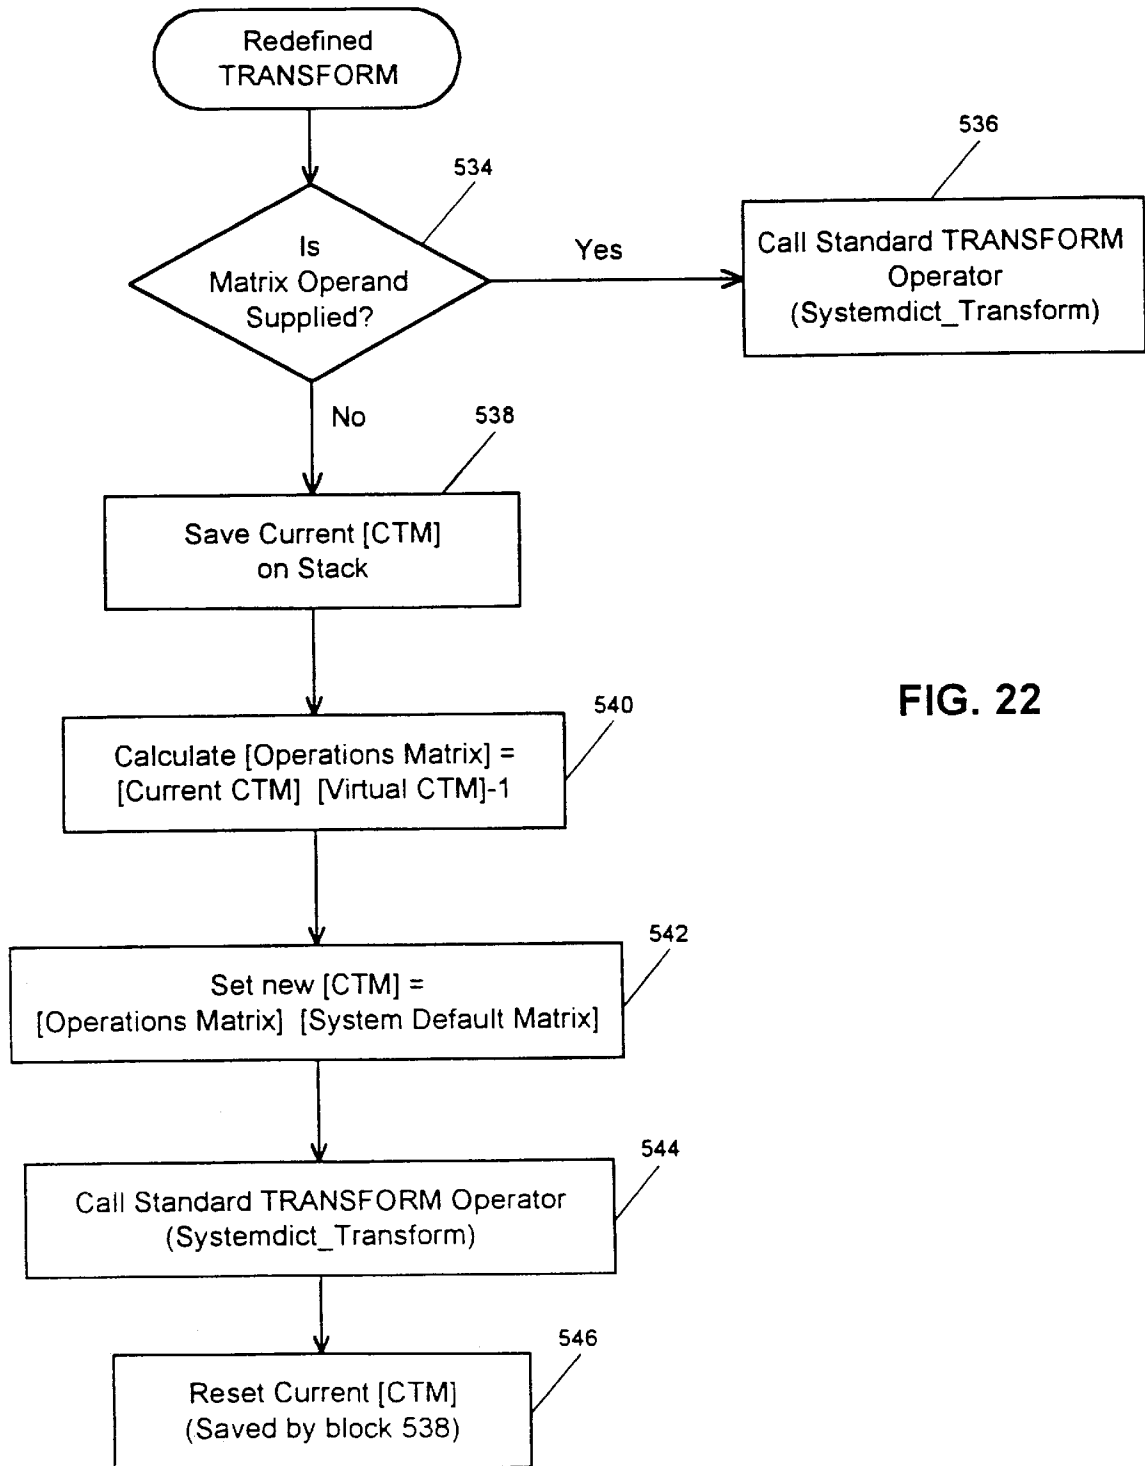 Redefined
TRANSFORM
534
Is
Matrix Operand
Supplied?
Yes
536
Call Standard TRANSFORM
Operator
(Systemdict_Transform)
No
538
Save Current [CTM]
on Stack
FIG. 22
540
Calculate [Operations Matrix] =
[Current CTM] [Virtual CTM]-1
542
Set new [CTM] =
[Operations Matrix] [System Default Matrix]
544
Call Standard TRANSFORM Operator
(Systemdict_Transform)
546
Reset Current [CTM]
(Saved by block 538)